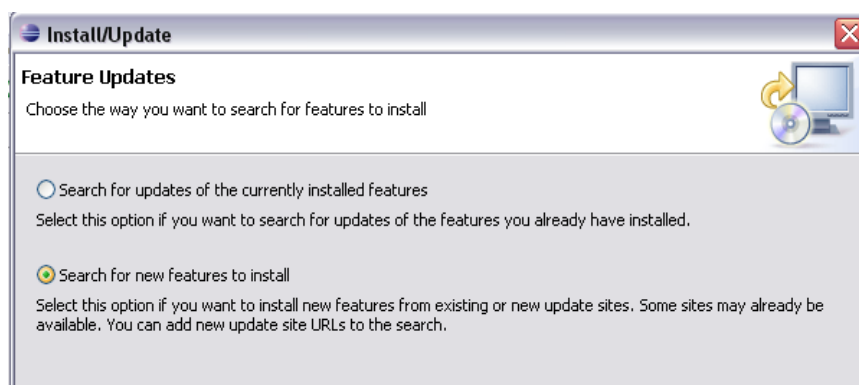 Install/Update
Feature Updates
Choose the way you want to search for features to install
Search for updates of the currently installed features
Select this option if you want to search for updates of the features you already have installed.
Search for new features to install
Select this option if you want to install new features from existing or new update sites. Some sites may already be
available. You can add new update site URLs to the search.